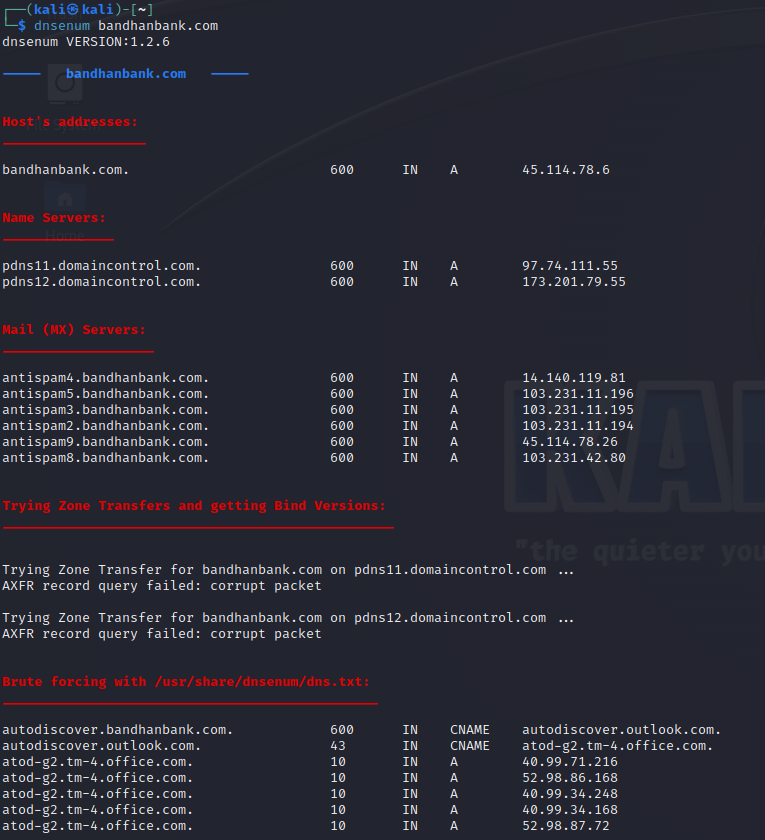 ┌──(kali㉿kali)-[~]
└─$ dnsenum bandhanbank.com
dnsenum VERSION:1.2.6
----- bandhanbank.com -----
Host's addresses:
bandhanbank.com. 600 IN A 45.114.78.6
Name Servers:
Home
pdns11.domaincontrol.com. 600 IN A 97.74.111.55
pdns12.domaincontrol.com. 600 IN A 173.201.79.55
Mail (MX) Servers:
antispam4.bandhanbank.com. 600 IN A 14.140.119.81
antispam5.bandhanbank.com. 600 IN A 103.231.11.196
antispam3.bandhanbank.com. 600 IN A 103.231.11.195
antispam2.bandhanbank.com. 600 IN A 103.231.11.194
antispam9.bandhanbank.com. 600 IN A 45.114.78.26
antispam8.bandhanbank.com. 600 IN A 103.231.42.80
KAL
Trying Zone Transfers and getting Bind Versions:
"the quieter you
Trying Zone Transfer for bandhanbank.com on pdns11.domaincontrol.com ...
AXFR record query failed: corrupt packet
Trying Zone Transfer for bandhanbank.com on pdns12.domaincontrol.com ...
AXFR record query failed: corrupt packet
Brute forcing with /usr/share/dnsenum/dns.txt:
autodiscover.bandhanbank.com. 600 IN CNAME autodiscover.outlook.com.
autodiscover.outlook.com. 43 IN CNAME atod-g2.tm-4.office.com.
atod-g2.tm-4.office.com. 10 IN A 40.99.71.216
atod-g2.tm-4.office.com. 10 IN A 52.98.86.168
atod-g2.tm-4.office.com. 10 IN A 40.99.34.248
atod-g2.tm-4.office.com. 10 IN A 40.99.34.168
atod-g2.tm-4.office.com. 10 IN A 52.98.87.72